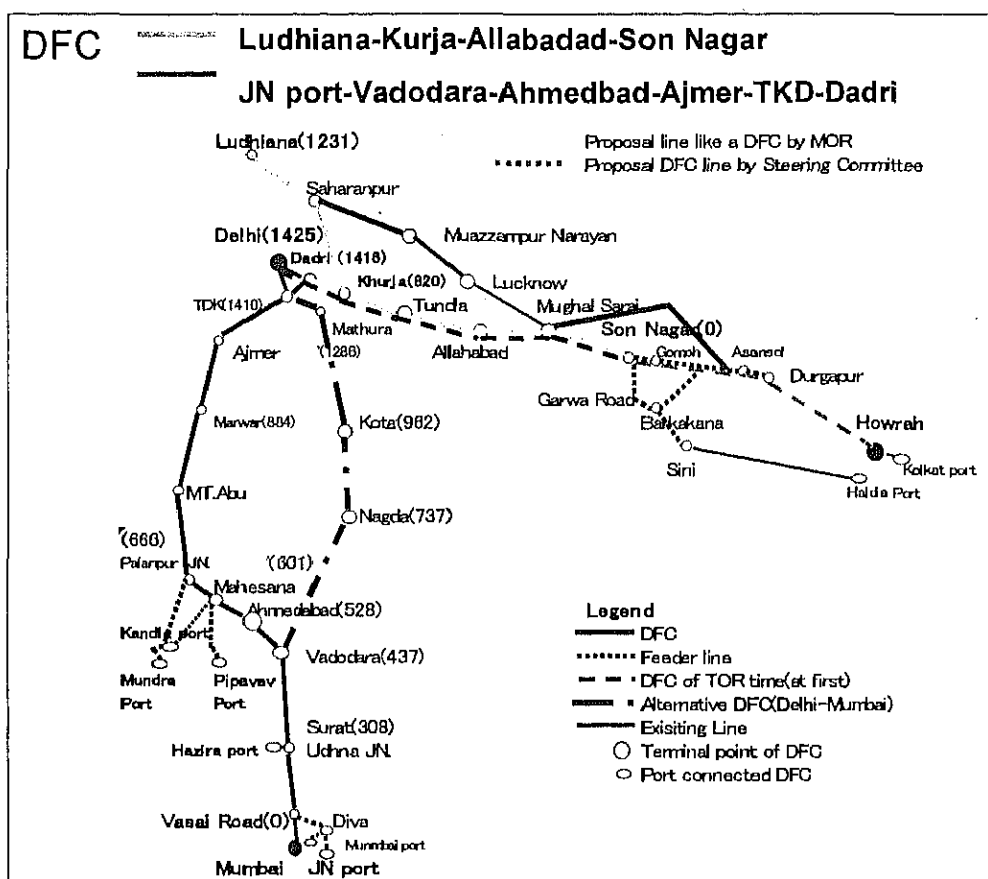 DFC
Ludhiana-Kurja-Allabadad-Son Nagar
JN port-Vadodara-Ahmedbad-Ajmer-TKD-Dadri
Proposal line like a DFC by MOR
Proposal DFC line by Steering Committee
Ludhiana(1231)
Saharanpur
Muazzampur Narayan
Delhi(1425)
Dadri (1418)
Khurja(820)
Lucknow
TDK(1410)
Tundla
Mughal Sarai
Mathura
Son Nagar(0)
Ajmer
(1286)
Allahabad
Gomoh
Asansol
Durgapur
Marwar(884)
Kota(982)
Garwa Road
Barkakana
Howrah
Sini
Kolkat port
Haldia Port
MT.Abu
Nagda(737)
(666)
Palanpur JN.
(601)
Mahesana
Ahmedabad(528)
Kandla port
Vadodara(437)
Mundra
Port
Pipavav
Port
Surat(308)
Hazira port
Udhna JN.
Vasai Road(0)
Diva
Mumbai port
Mumbai
JN port
Legend
DFC
Feeder line
DFC of TOR time(at first)
Alternative DFC(Delhi-Mumbai)
Exisiting Line
Terminal point of DFC
Port connected DFC